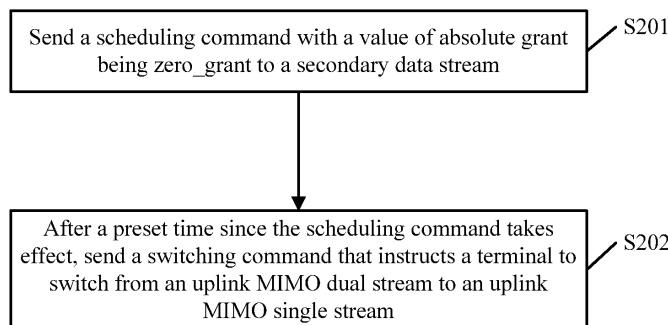 Send a scheduling command with a value of absolute grant
being zero_grant to a secondary data stream
S201
After a preset time since the scheduling command takes
effect, send a switching command that instructs a terminal to
switch from an uplink MIMO dual stream to an uplink
MIMO single stream
S202